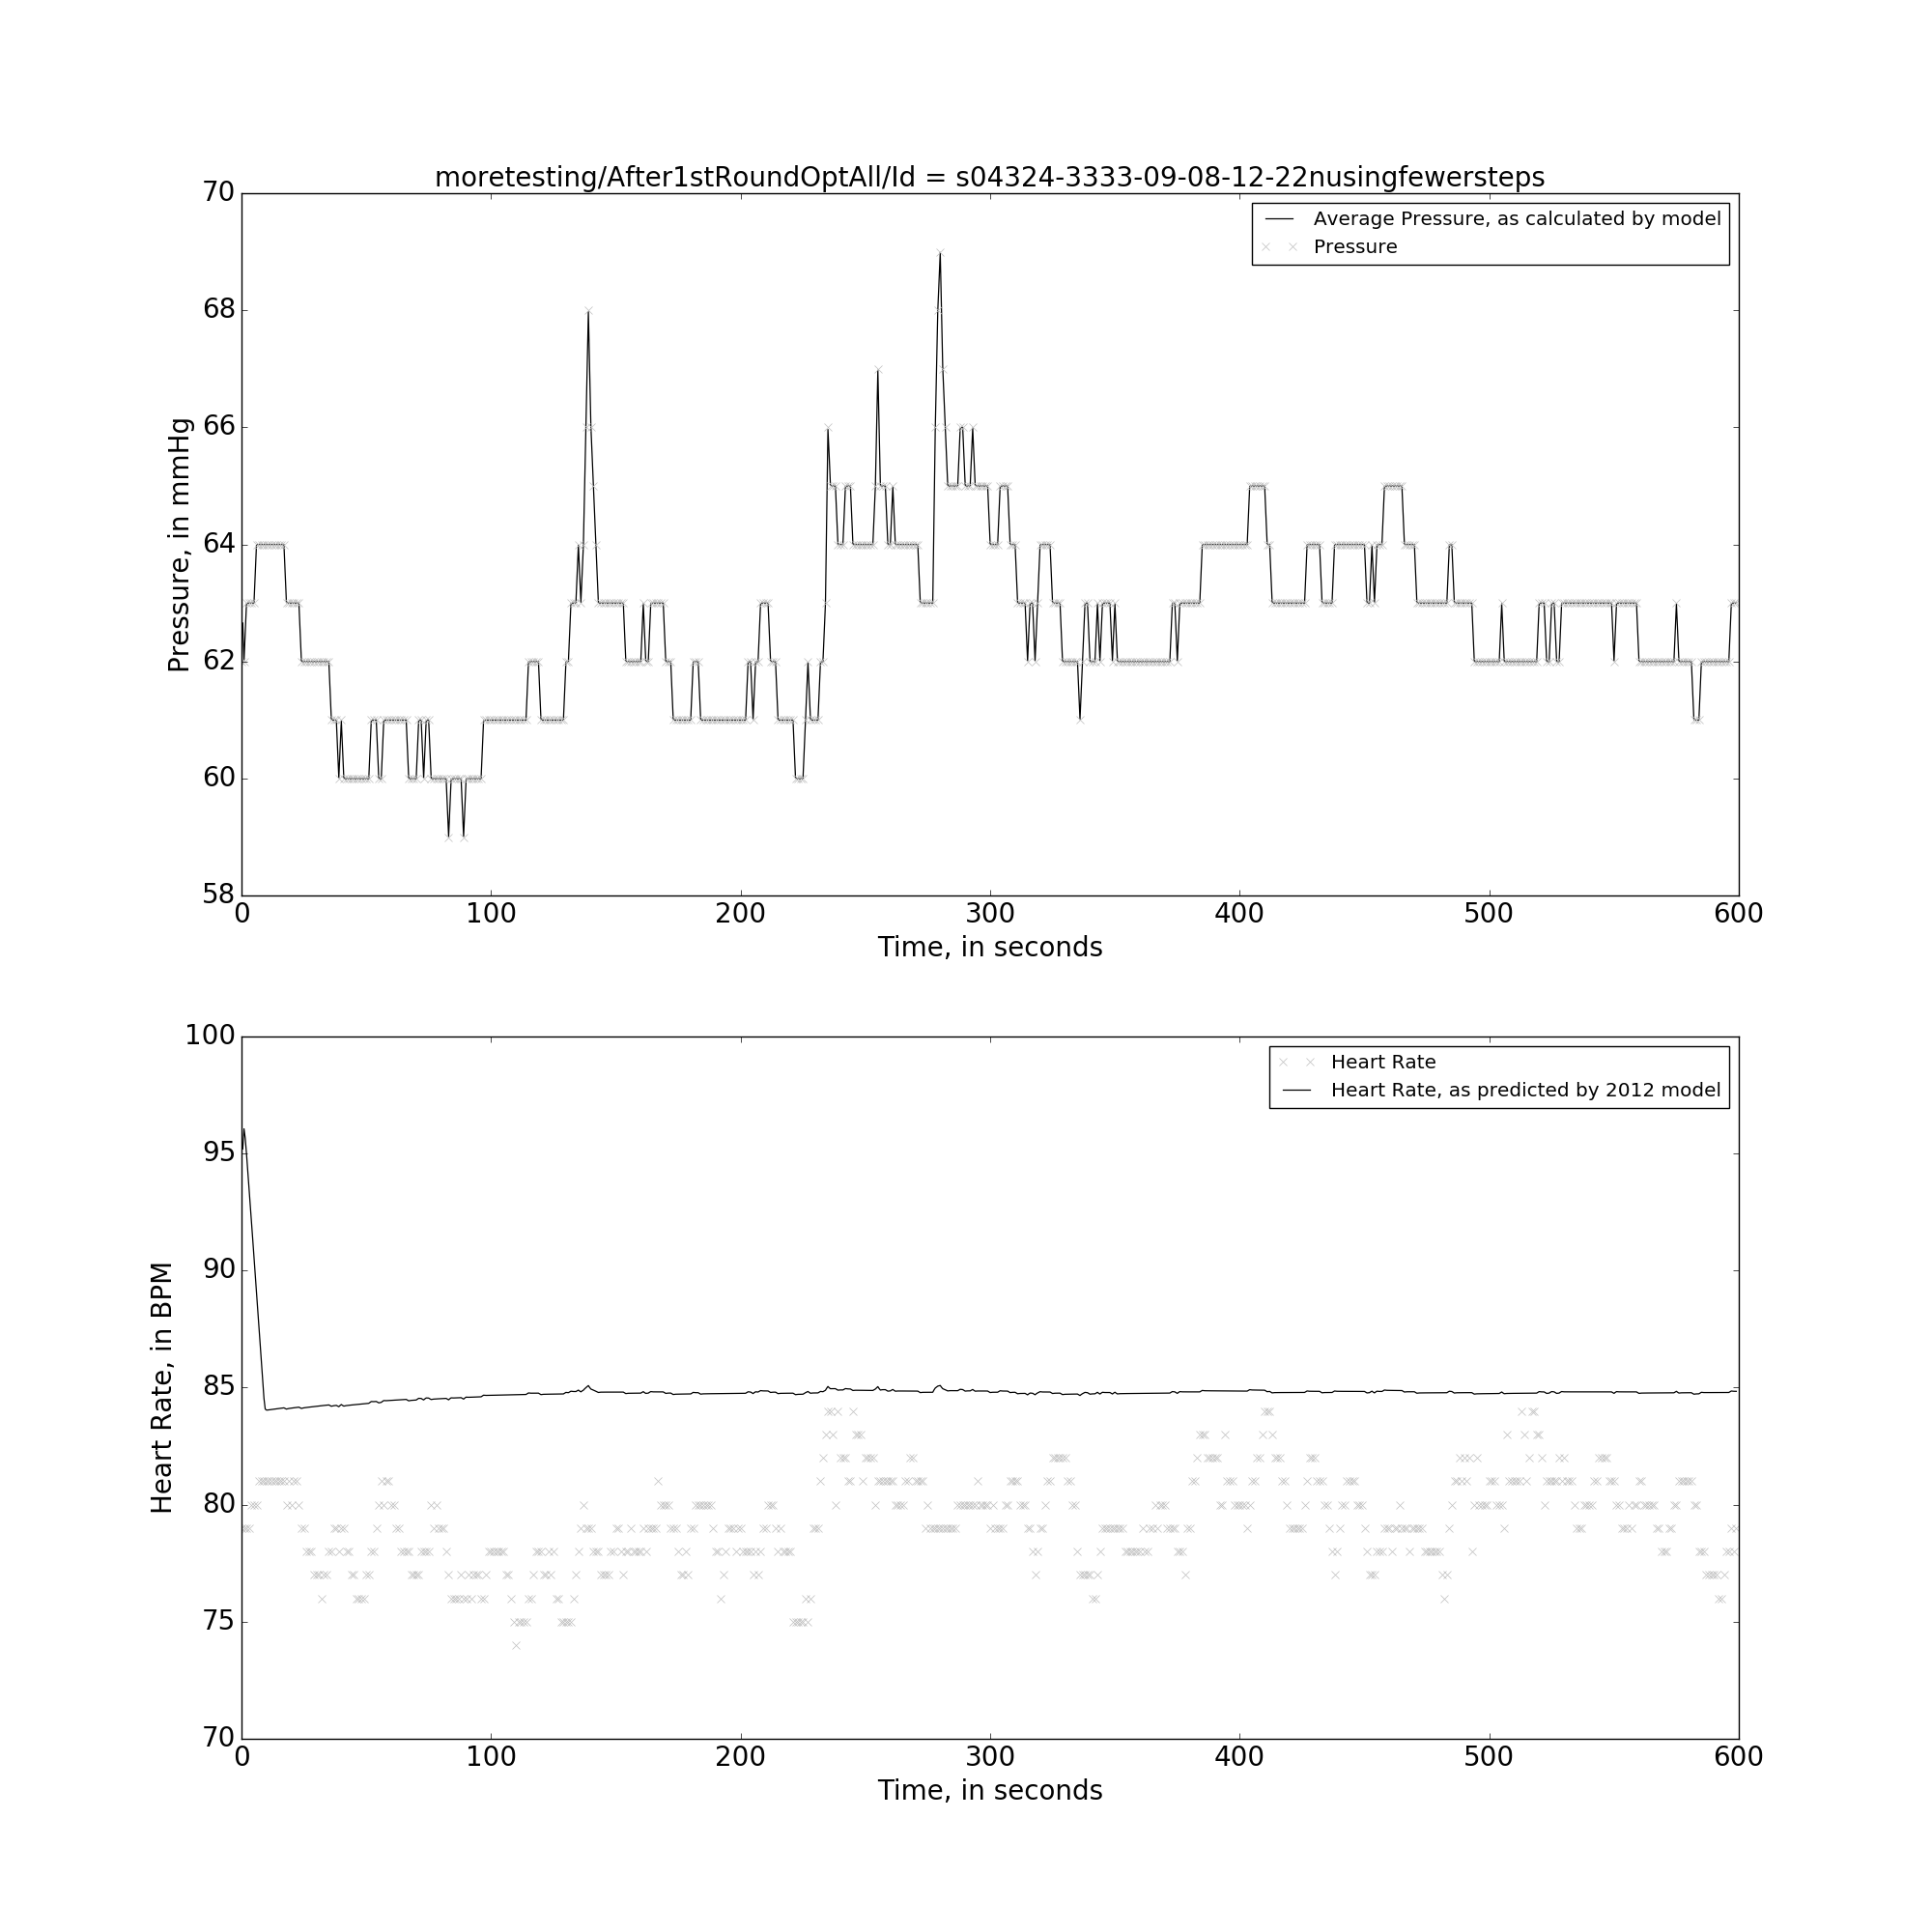 moretesting/After1stRoundOptAll/Id = s04324-3333-09-08-12-22nusingfewersteps
70
68
66
64
62
60
58
Pressure, in mmHg
Average Pressure, as calculated by model
Pressure
0 100 200 300 400 500 600
Time, in seconds
100
95
90
85
80
75
70
Heart Rate, in BPM
Heart Rate
Heart Rate, as predicted by 2012 model
0 100 200 300 400 500 600
Time, in seconds